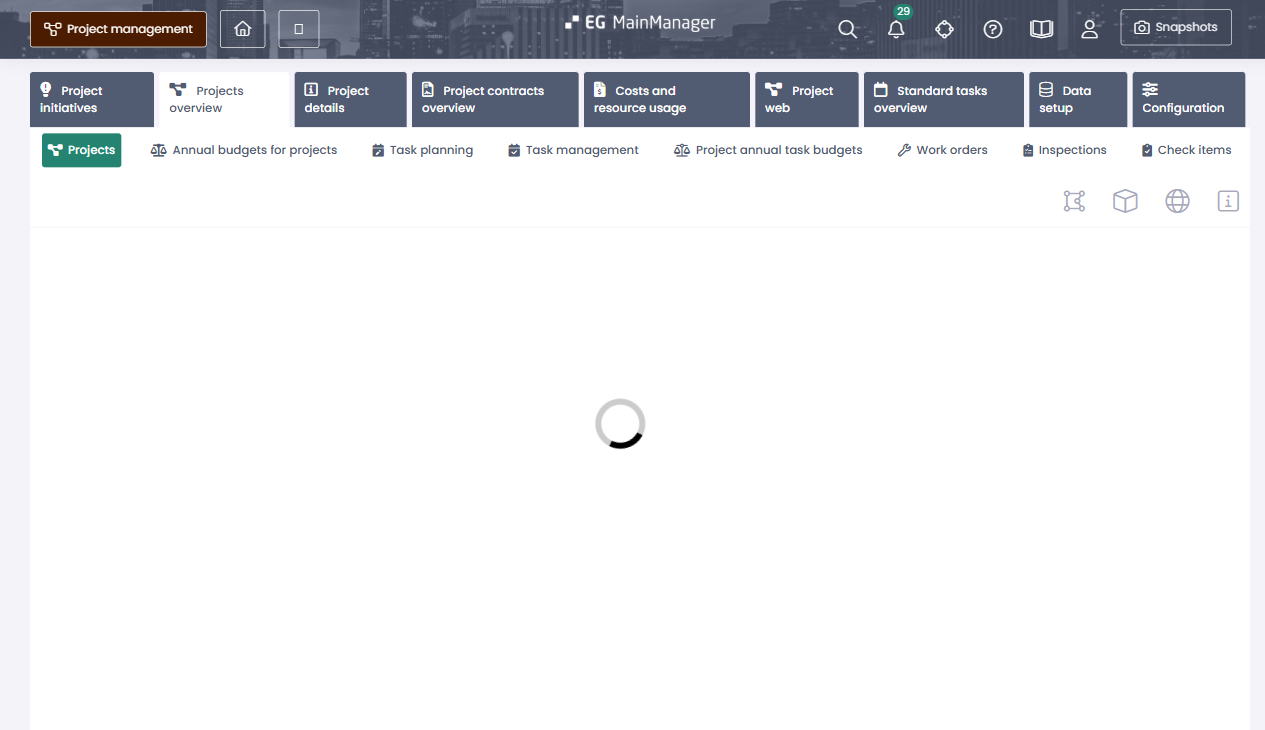 Project management
EG MainManager
29
Snapshots
Project
initiatives
Projects
overview
Project
details
Project contracts
overview
Costs and
resource usage
Project
web
Standard tasks
overview
Data
setup
Configuration
Projects
Annual budgets for projects
Task planning
Task management
Project annual task budgets
Work orders
Inspections
Check items